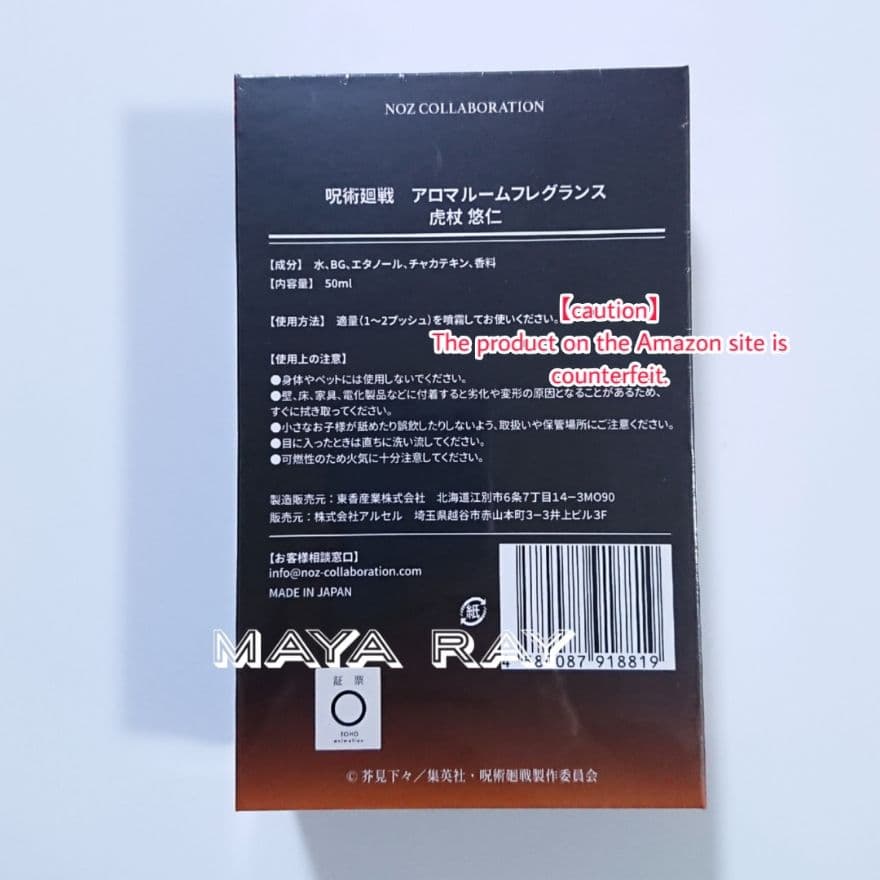 NOZ COLLABORATION
呪術廻戦　アロマルームフレグランス
虎杖 悠仁
【成分】 水、BG、エタノール、チャカテキン、香料
【内容量】 50ml
【使用方法】 適量(1〜2プッシュ)を噴霧してお使いください。
【caution】
The product on the Amazon site is
counterfeit.
【使用上の注意】
●身体やペットには使用しないでください。
●壁、床、家具、電化製品などに付着すると劣化や変形の原因となることがあるため、
すぐに拭き取ってください。
●小さなお子様が舐めたり誤飲したりしないよう、取扱いや保管場所にご注意ください。
●目に入ったときは直ちに洗い流してください。
●可燃性のため火気に十分注意してください。
製造販売元：東香産業株式会社　北海道江別市6条7丁目14−3MO90
販売元：株式会社アルセル　埼玉県越谷市赤山本町3−3井上ビル3F
【お客様相談窓口】
info@noz-collaboration.com
MADE IN JAPAN
紙
087 918819
MAYA RAY
証 票
TOHO
animation
© 芥見下々／集英社・呪術廻戦製作委員会